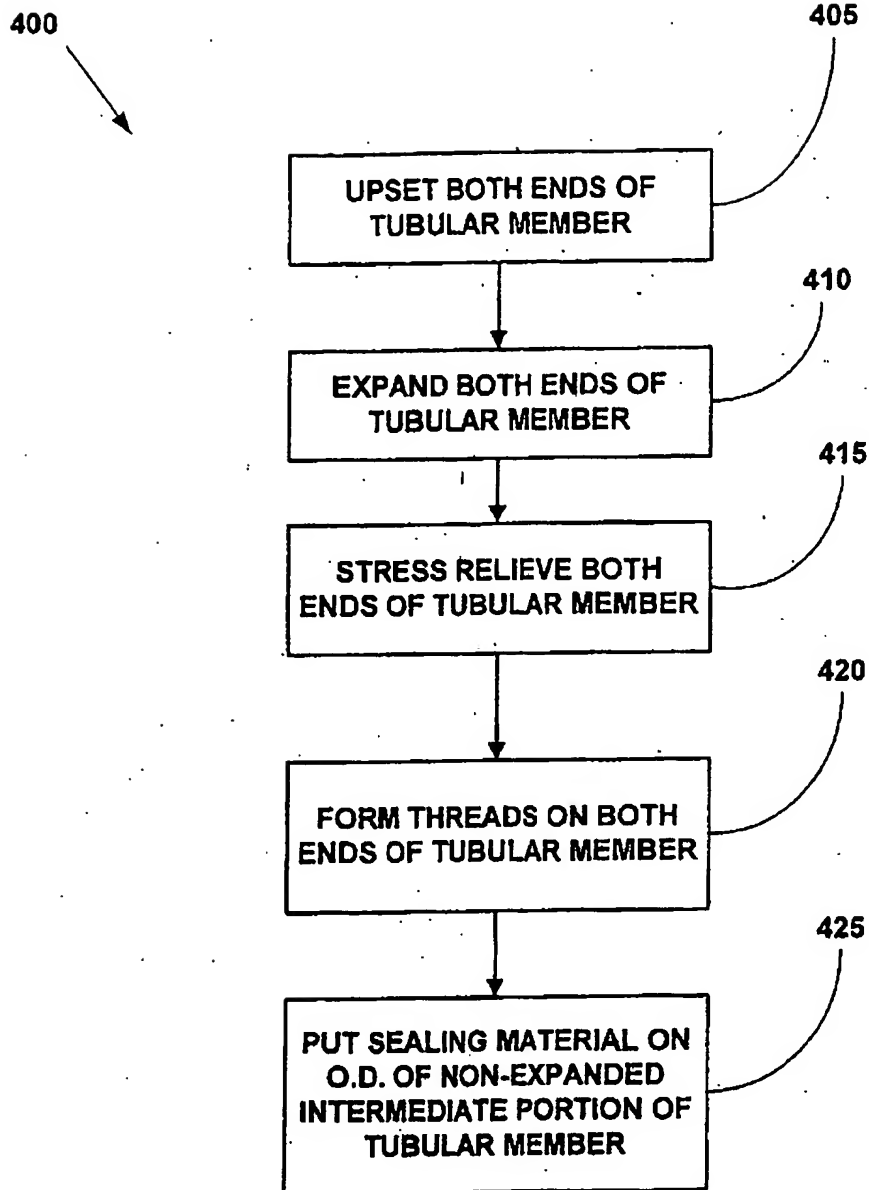 400
405
UPSET BOTH ENDS OF
TUBULAR MEMBER
410
EXPAND BOTH ENDS OF
TUBULAR MEMBER
415
STRESS RELIEVE BOTH
ENDS OF TUBULAR MEMBER
420
FORM THREADS ON BOTH
ENDS OF TUBULAR MEMBER
425
PUT SEALING MATERIAL ON
O.D. OF NON-EXPANDED
INTERMEDIATE PORTION OF
TUBULAR MEMBER